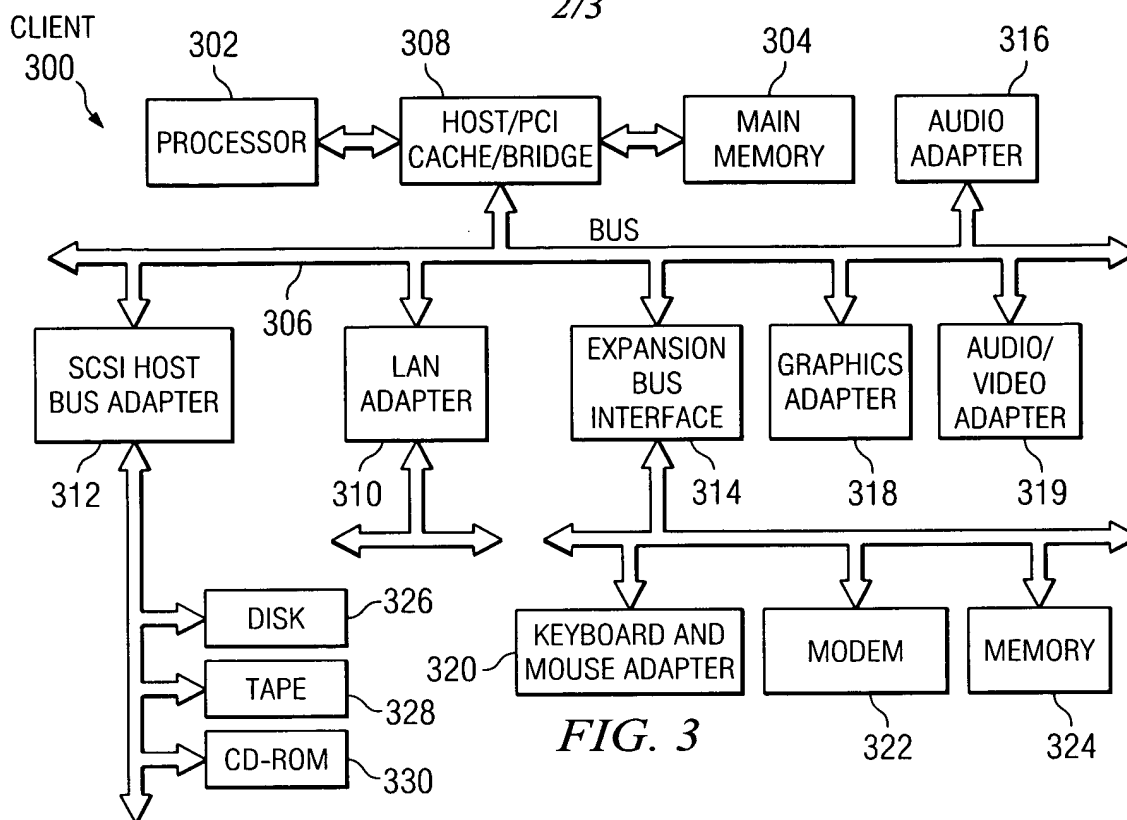 2/3
CLIENT
300
302
308
304
316
PROCESSOR
HOST/PCI
CACHE/BRIDGE
MAIN
MEMORY
AUDIO
ADAPTER
BUS
306
SCSI HOST
BUS ADAPTER
LAN
ADAPTER
EXPANSION
BUS
INTERFACE
GRAPHICS
ADAPTER
AUDIO/
VIDEO
ADAPTER
312
310
314
318
319
DISK
326
TAPE
328
CD-ROM
330
320
KEYBOARD AND
MOUSE ADAPTER
MODEM
MEMORY
322
324
FIG. 3